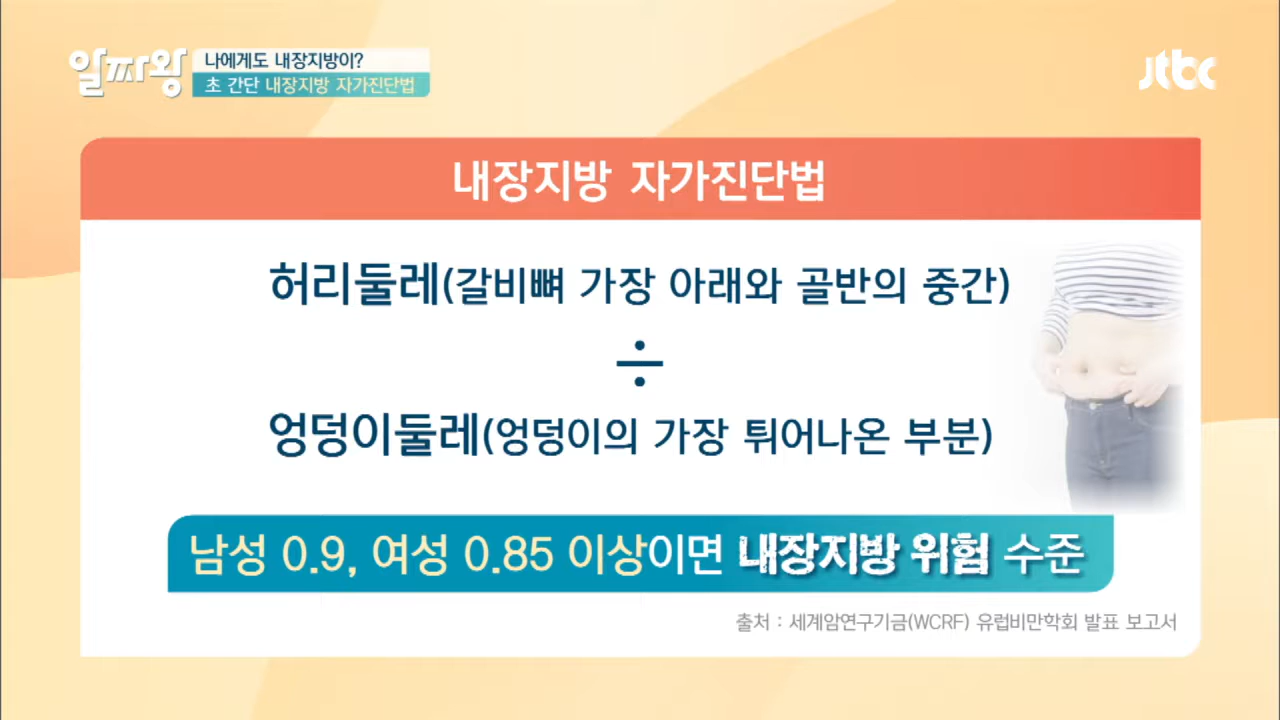 알짜왕
나에게도 내장지방이?
초 간단 내장지방 자가진단법
jtbc
내장지방 자가진단법
허리둘레(갈비뼈 가장 아래와 골반의 중간)
÷
엉덩이둘레(엉덩이의 가장 튀어나온 부분)
남성 0.9, 여성 0.85 이상이면 내장지방 위험 수준
출처 : 세계암연구기금(WCRF) 유럽비만학회 발표 보고서